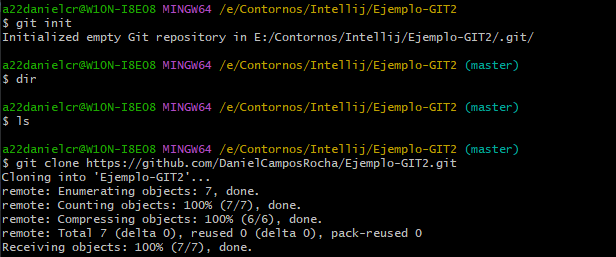 a22danielcr@W10N-I8E08 MINGW64 /e/Contornos/Intellij/Ejemplo-GIT2
$ git init
Initialized empty Git repository in E:/Contornos/Intellij/Ejemplo-GIT2/.git/
a22danielcr@W10N-I8E08 MINGW64 /e/Contornos/Intellij/Ejemplo-GIT2 (master)
$ dir
a22danielcr@W10N-I8E08 MINGW64 /e/Contornos/Intellij/Ejemplo-GIT2 (master)
$ ls
a22danielcr@W10N-I8E08 MINGW64 /e/Contornos/Intellij/Ejemplo-GIT2 (master)
$ git clone https://github.com/DanielCamposRocha/Ejemplo-GIT2.git
Cloning into 'Ejemplo-GIT2'...
remote: Enumerating objects: 7, done.
remote: Counting objects: 100% (7/7), done.
remote: Compressing objects: 100% (6/6), done.
remote: Total 7 (delta 0), reused 0 (delta 0), pack-reused 0
Receiving objects: 100% (7/7), done.